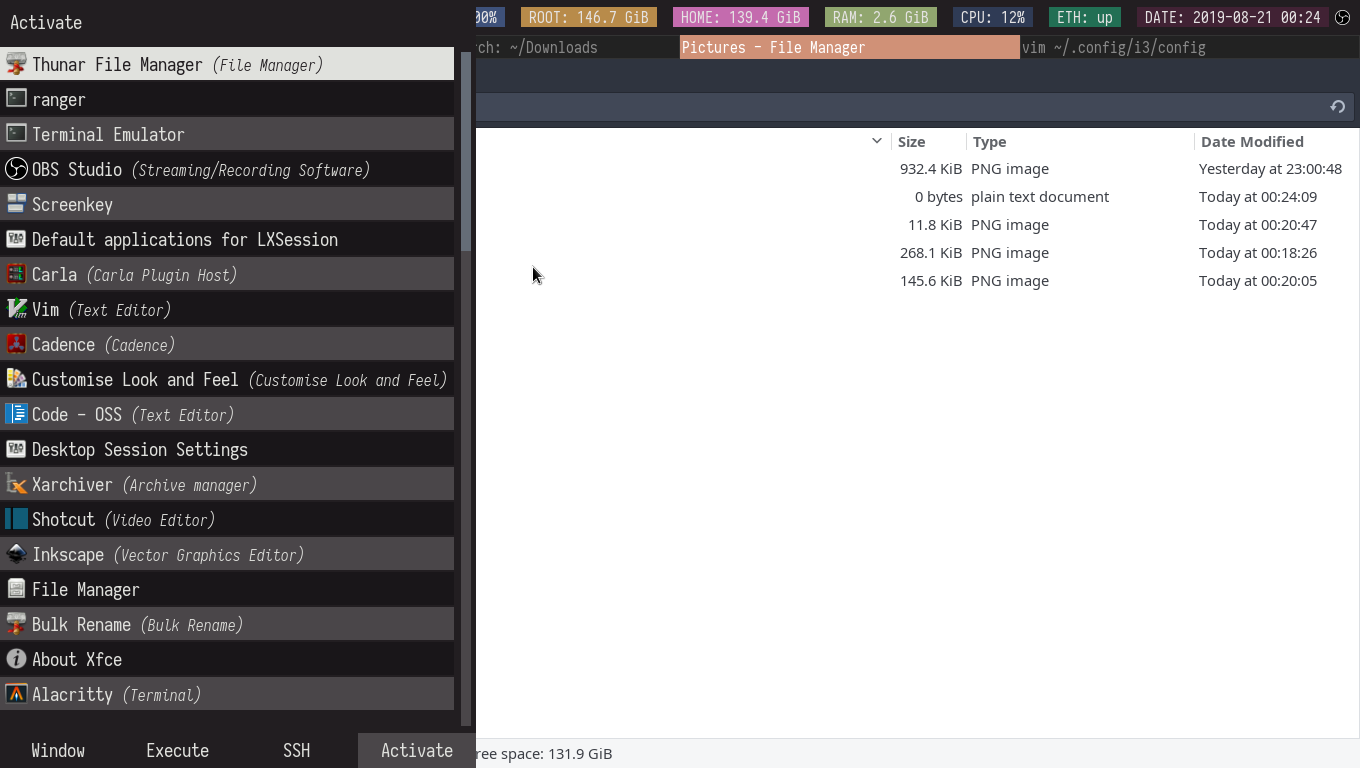 Activate
00% ROOT: 146.7 GiB HOME: 139.4 GiB RAM: 2.6 GiB CPU: 12% ETH: up DATE: 2019-08-21 00:24
rch: ~/Downloads Pictures - File Manager vim ~/.config/i3/config
Thunar File Manager (File Manager)
ranger
Terminal Emulator
OBS Studio (Streaming/Recording Software)
Screenkey
Default applications for LXSession
Carla (Carla Plugin Host)
Vim (Text Editor)
Cadence (Cadence)
Customise Look and Feel (Customise Look and Feel)
Code - OSS (Text Editor)
Desktop Session Settings
Xarchiver (Archive manager)
Shotcut (Video Editor)
Inkscape (Vector Graphics Editor)
File Manager
Bulk Rename (Bulk Rename)
About Xfce
Alacritty (Terminal)
Window Execute SSH Activate
Size Type Date Modified
932.4 KiB PNG image Yesterday at 23:00:48
0 bytes plain text document Today at 00:24:09
11.8 KiB PNG image Today at 00:20:47
268.1 KiB PNG image Today at 00:18:26
145.6 KiB PNG image Today at 00:20:05
ree space: 131.9 GiB